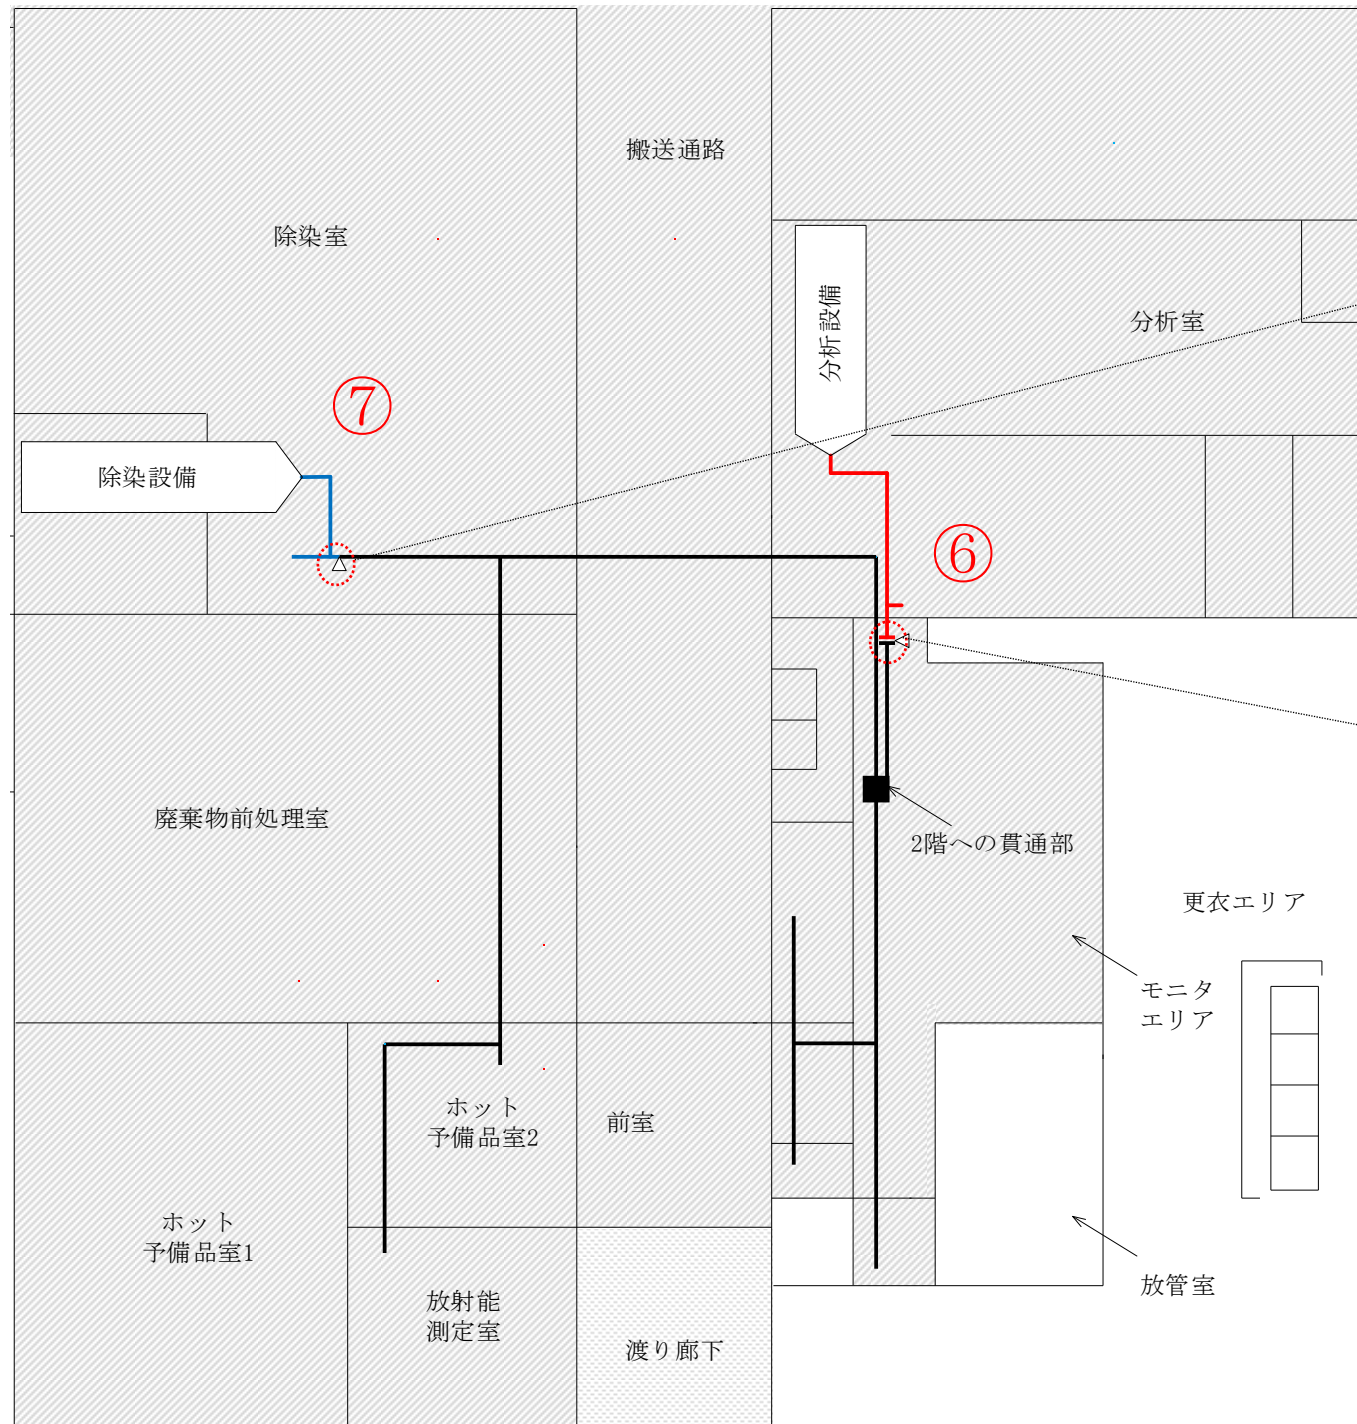 搬送通路
除染室
分析設備
分析室
⑦
除染設備
⑥
廃棄物前処理室
2階への貫通部
更衣エリア
モニタ
エリア
ホット
予備品室2
前室
ホット
予備品室1
放管室
放射能
測定室
渡り廊下